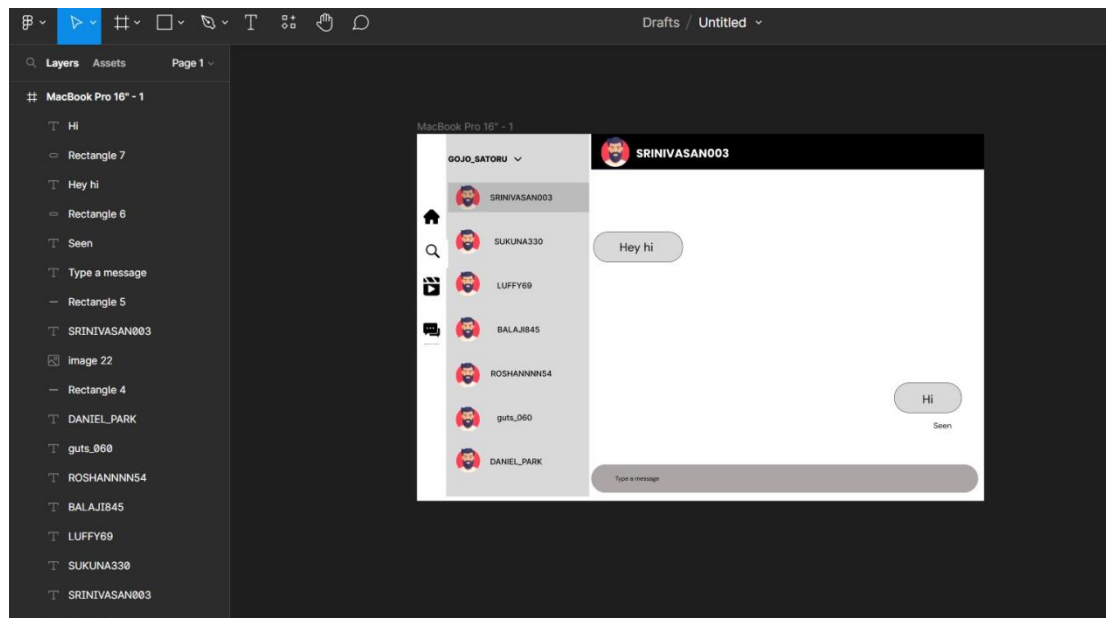 Drafts / Untitled
Layers Assets Page 1
MacBook Pro 16" - 1
Hi
Rectangle 7
Hey hi
Rectangle 6
Seen
Type a message
Rectangle 5
SRINIVASAN003
image 22
Rectangle 4
DANIEL_PARK
guts_060
ROSHANNNN54
BALAJI845
LUFFY69
SUKUNA330
SRINIVASAN003
MacBook Pro 16" - 1
GOJO_SATORU
SRINIVASAN003
SUKUNA330
LUFFY69
BALAJI845
ROSHANNNN54
guts_060
DANIEL_PARK
SRINIVASAN003
Hey hi
Hi
Seen
Type a message